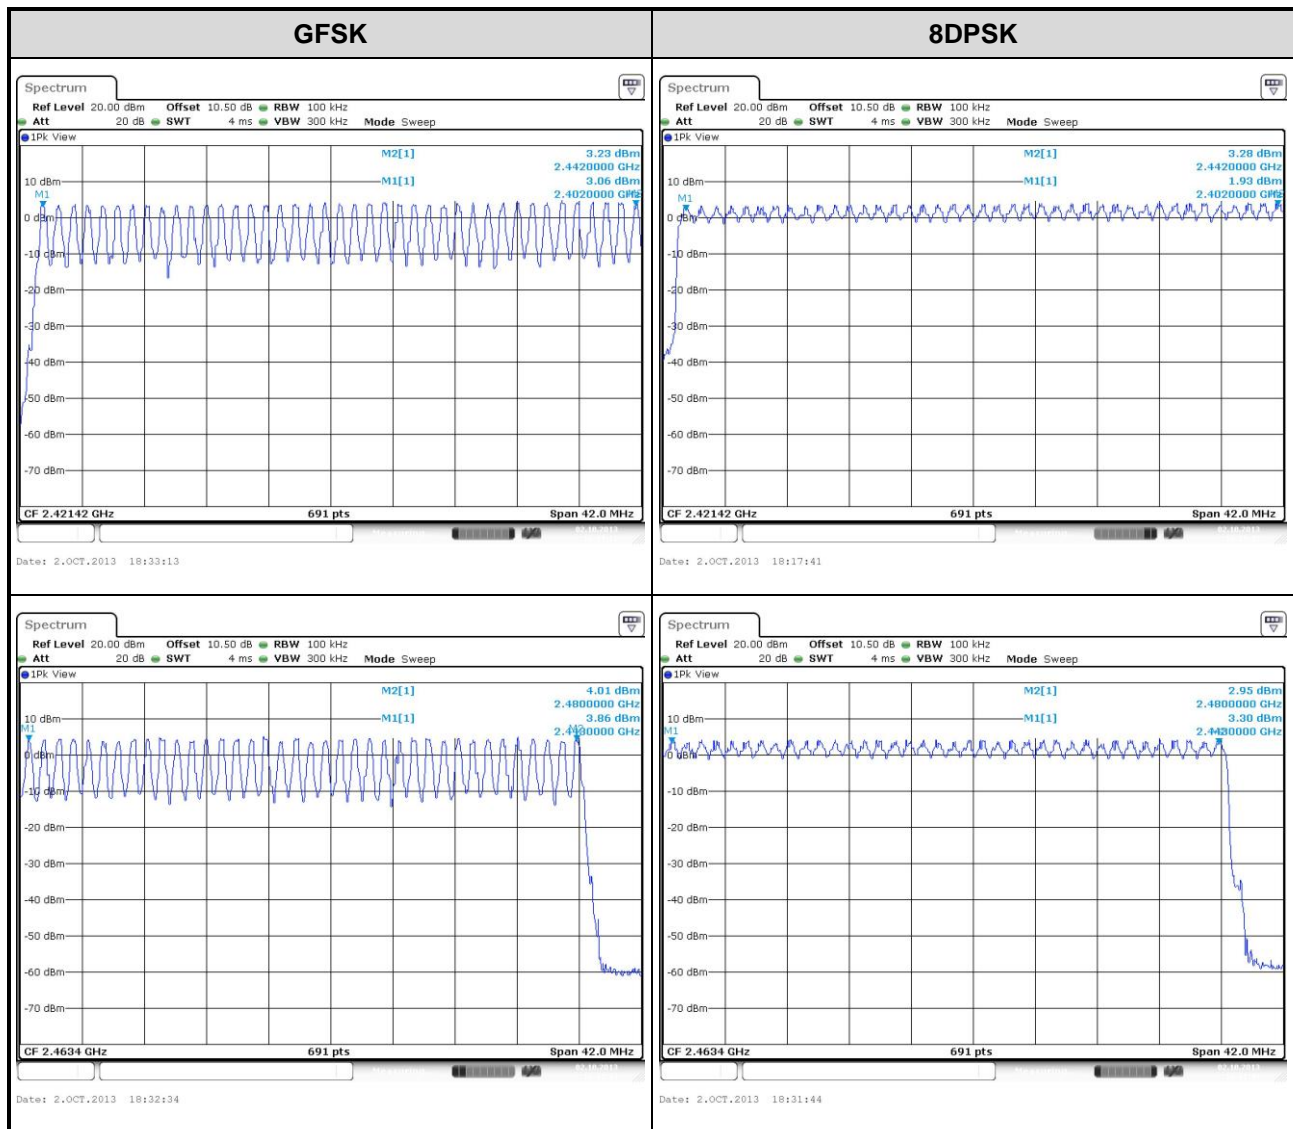 GFSK
8DPSK
Spectrum
Ref Level 20.00 dBm Offset 10.50 dB RBW 100 kHz
Att 20 dB SWT 4 ms VBW 300 kHz Mode Sweep
1Pk View
M2[1] 3.23 dBm
2.4420000 GHz
10 dBm
M1[1] 3.06 dBm
M1
2.4020000 GHz
0 dBm
-10 dBm
-20 dBm
-30 dBm
-40 dBm
-50 dBm
-60 dBm
-70 dBm
CF 2.42142 GHz 691 pts Span 42.0 MHz
Date: 2.OCT.2013 18:33:13
Spectrum
Ref Level 20.00 dBm Offset 10.50 dB RBW 100 kHz
Att 20 dB SWT 4 ms VBW 300 kHz Mode Sweep
1Pk View
M2[1] 3.28 dBm
2.4420000 GHz
10 dBm
M1[1] 1.93 dBm
M1
2.4020000 GHz
0 dBm
-10 dBm
-20 dBm
-30 dBm
-40 dBm
-50 dBm
-60 dBm
-70 dBm
CF 2.42142 GHz 691 pts Span 42.0 MHz
Date: 2.OCT.2013 18:17:41
Spectrum
Ref Level 20.00 dBm Offset 10.50 dB RBW 100 kHz
Att 20 dB SWT 4 ms VBW 300 kHz Mode Sweep
1Pk View
M2[1] 4.01 dBm
2.4800000 GHz
10 dBm
M1[1] 3.86 dBm
M1
2.4430000 GHz
0 dBm
-10 dBm
-20 dBm
-30 dBm
-40 dBm
-50 dBm
-60 dBm
-70 dBm
CF 2.4634 GHz 691 pts Span 42.0 MHz
Date: 2.OCT.2013 18:32:34
Spectrum
Ref Level 20.00 dBm Offset 10.50 dB RBW 100 kHz
Att 20 dB SWT 4 ms VBW 300 kHz Mode Sweep
1Pk View
M2[1] 2.95 dBm
2.4800000 GHz
10 dBm
M1[1] 3.30 dBm
M1
2.4430000 GHz
0 dBm
-10 dBm
-20 dBm
-30 dBm
-40 dBm
-50 dBm
-60 dBm
-70 dBm
CF 2.4634 GHz 691 pts Span 42.0 MHz
Date: 2.OCT.2013 18:31:44